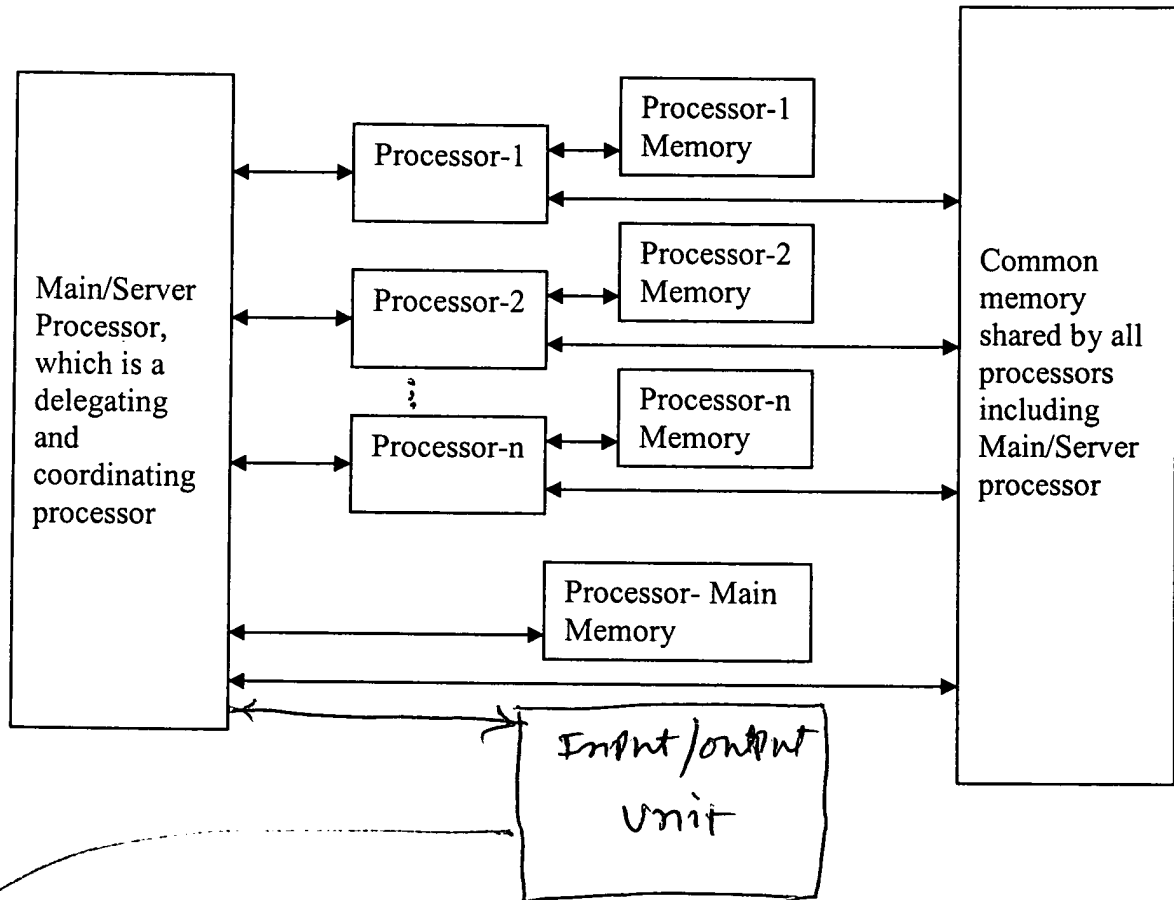 Main/Server
Processor,
which is a
delegating
and
coordinating
processor
Processor-1
Processor-1
Memory
Processor-2
Processor-2
Memory
Processor-n
Processor-n
Memory
Processor- Main
Memory
Input/output
Unit
Common
memory
shared by all
processors
including
Main/Server
processor